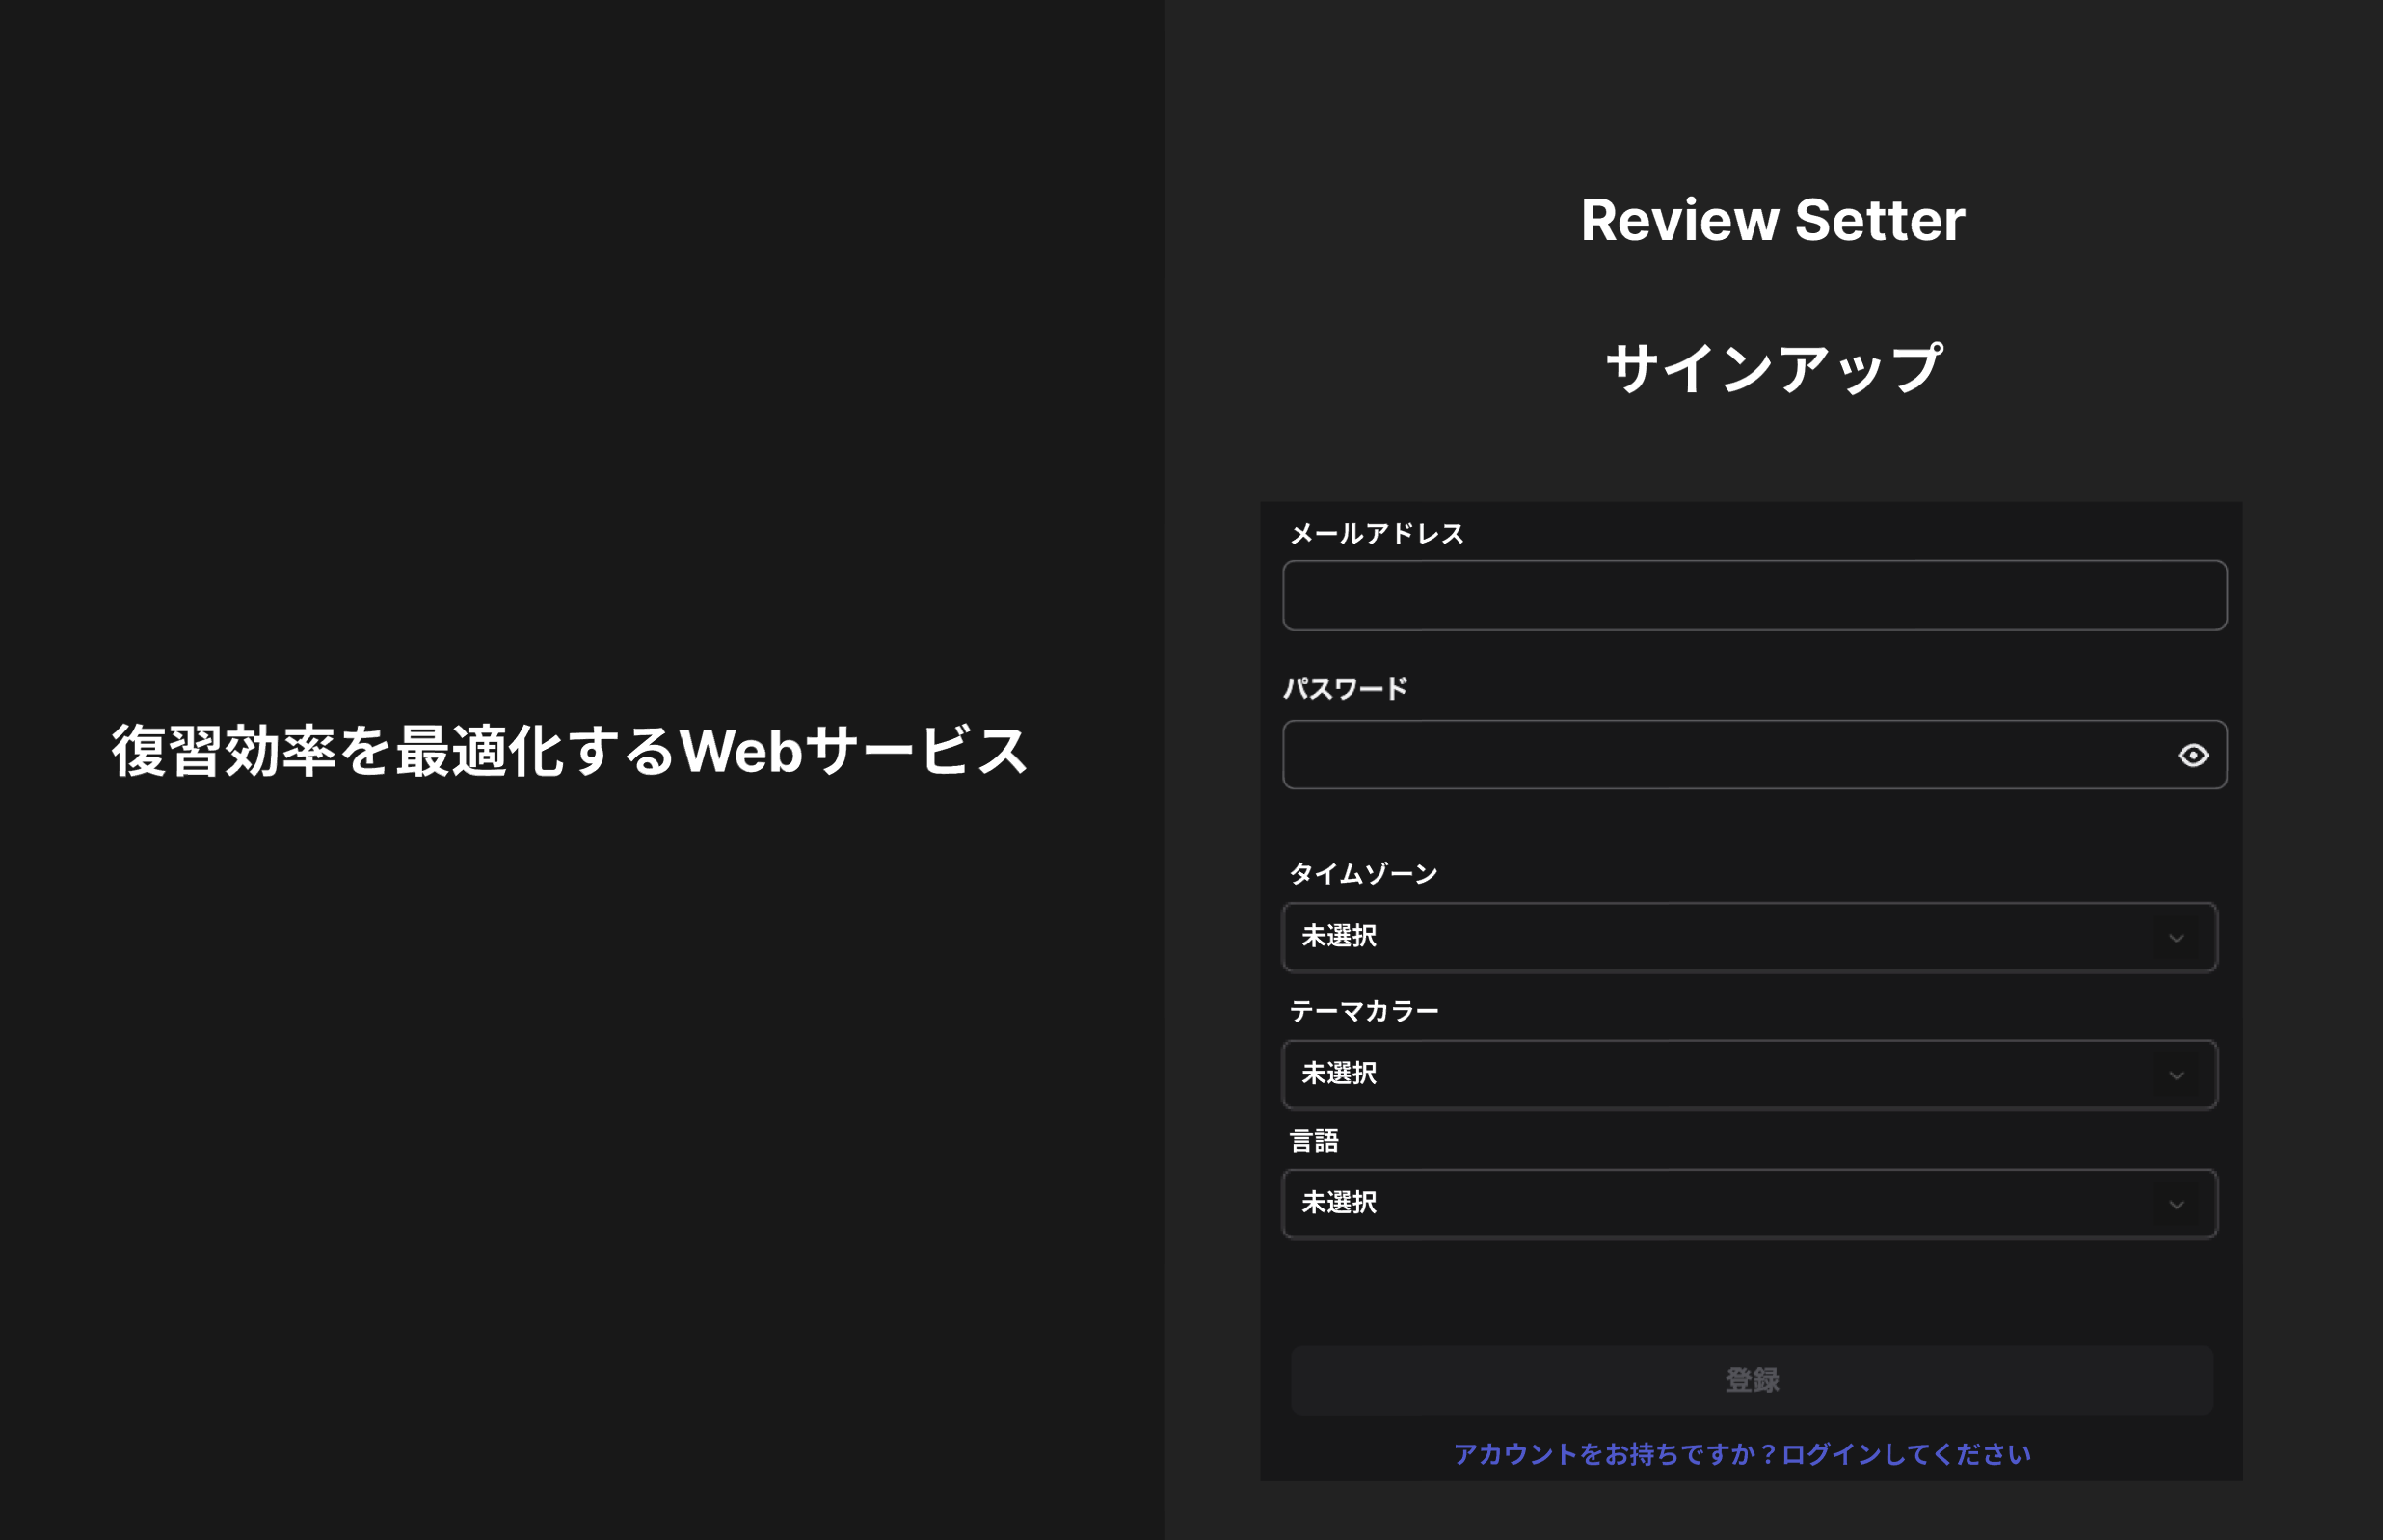 復習効率を最適化するWebサービス
Review Setter
サインアップ
メールアドレス
パスワード
タイムゾーン
未選択
テーマカラー
未選択
言語
未選択
登録
アカウントをお持ちですか？ログインしてください